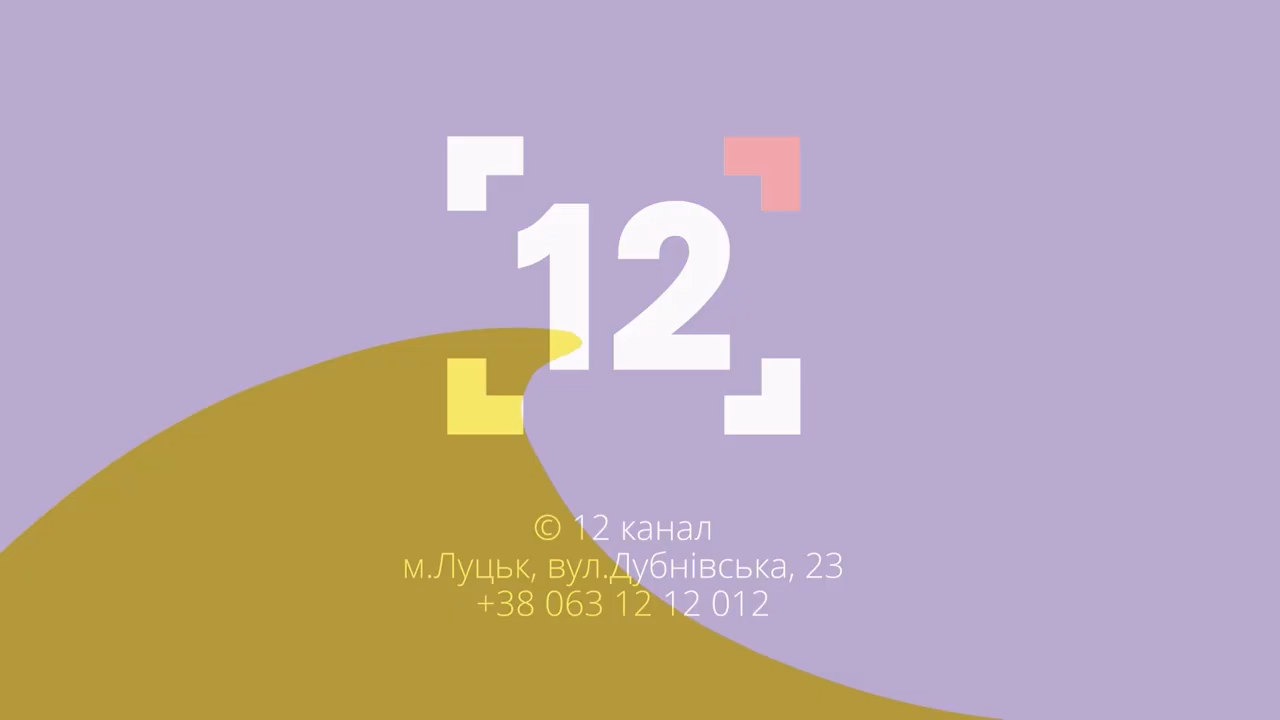 12
© 12 канал
м.Луцьк, вул.Дубнівська, 23
+38 063 12 12 012